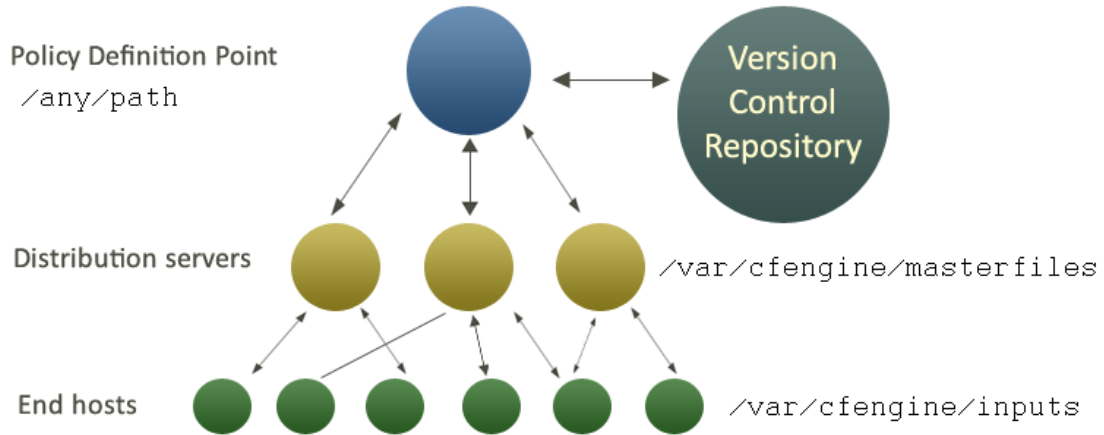 Policy Definition Point
/any/path
Version
Control
Repository
Distribution servers
/var/cfengine/masterfiles
End hosts
/var/cfengine/inputs